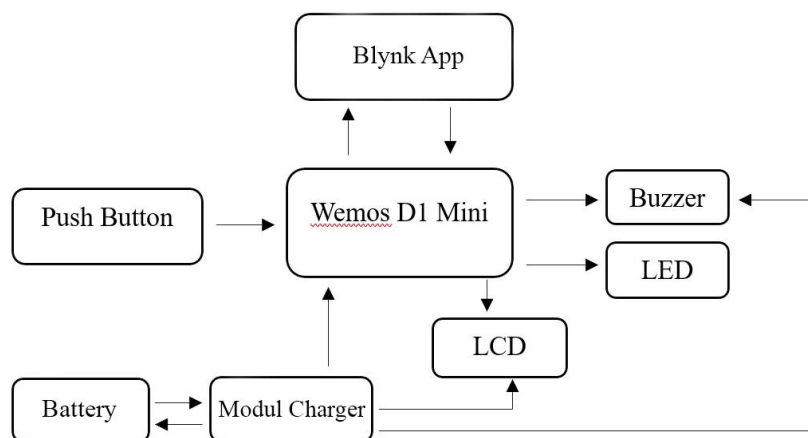 Blynk App
Push Button
Wemos D1 Mini
Buzzer
LED
LCD
Battery
Modul Charger